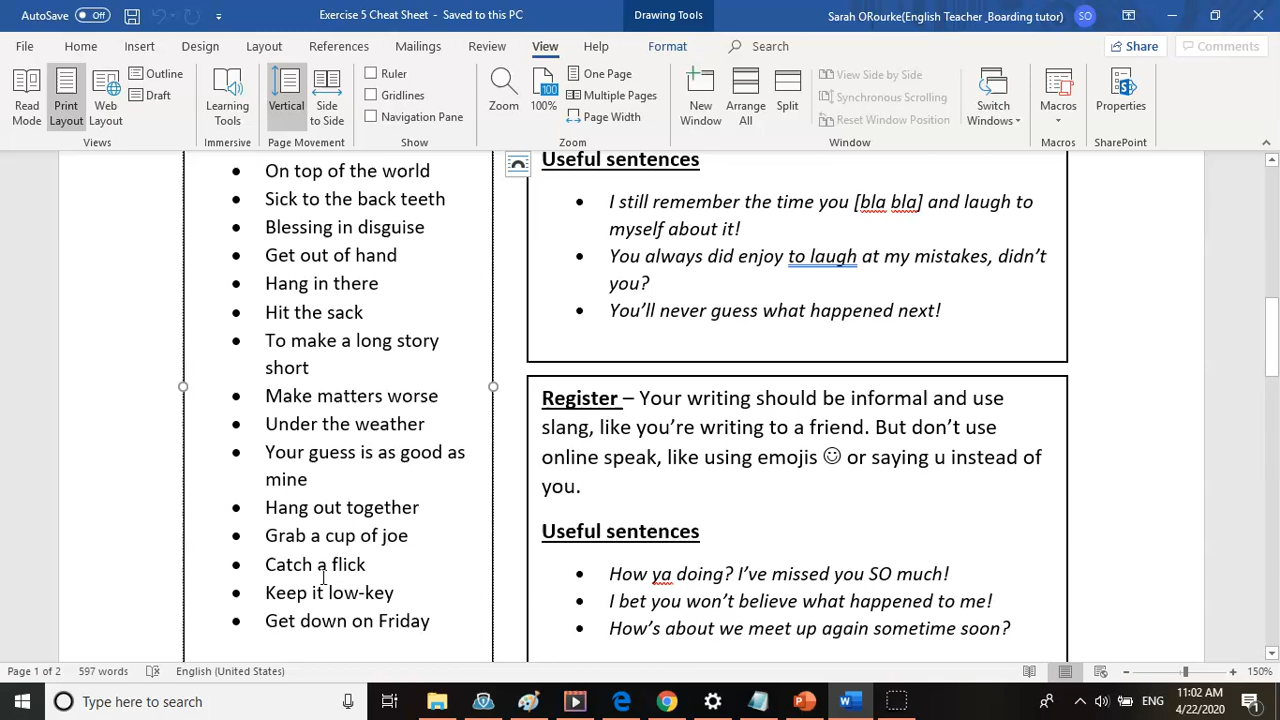 AutoSave Off
Exercise 5 Cheat Sheet - Saved to this PC
Drawing Tools
Sarah ORourke(English Teacher _Boarding tutor) SO
File Home Insert Design Layout References Mailings Review View Help Format Search Share Comments
Read Mode
Print Layout
Web Layout
Outline
Draft
Views
Learning Tools
Immersive
Vertical
Side to Side
Page Movement
Ruler
Gridlines
Navigation Pane
Show
Zoom
100
100%
One Page
Multiple Pages
Page Width
Zoom
New Window
Arrange All
Split
View Side by Side
Synchronous Scrolling
Reset Window Position
Window
Switch Windows
Macros
Macros
Properties
SharePoint
• On top of the world
• Sick to the back teeth
• Blessing in disguise
• Get out of hand
• Hang in there
• Hit the sack
• To make a long story
short
• Make matters worse
• Under the weather
• Your guess is as good as
mine
• Hang out together
• Grab a cup of joe
• Catch a flick
• Keep it low-key
• Get down on Friday
Useful sentences
• I still remember the time you [bla bla] and laugh to
myself about it!
• You always did enjoy to laugh at my mistakes, didn't
you?
• You'll never guess what happened next!
Register – Your writing should be informal and use
slang, like you're writing to a friend. But don't use
online speak, like using emojis ☺ or saying u instead of
you.
Useful sentences
• How ya doing? I've missed you SO much!
• I bet you won't believe what happened to me!
• How's about we meet up again sometime soon?
Page 1 of 2 597 words English (United States) 150%
Type here to search
ENG
11:02 AM
4/22/2020
1